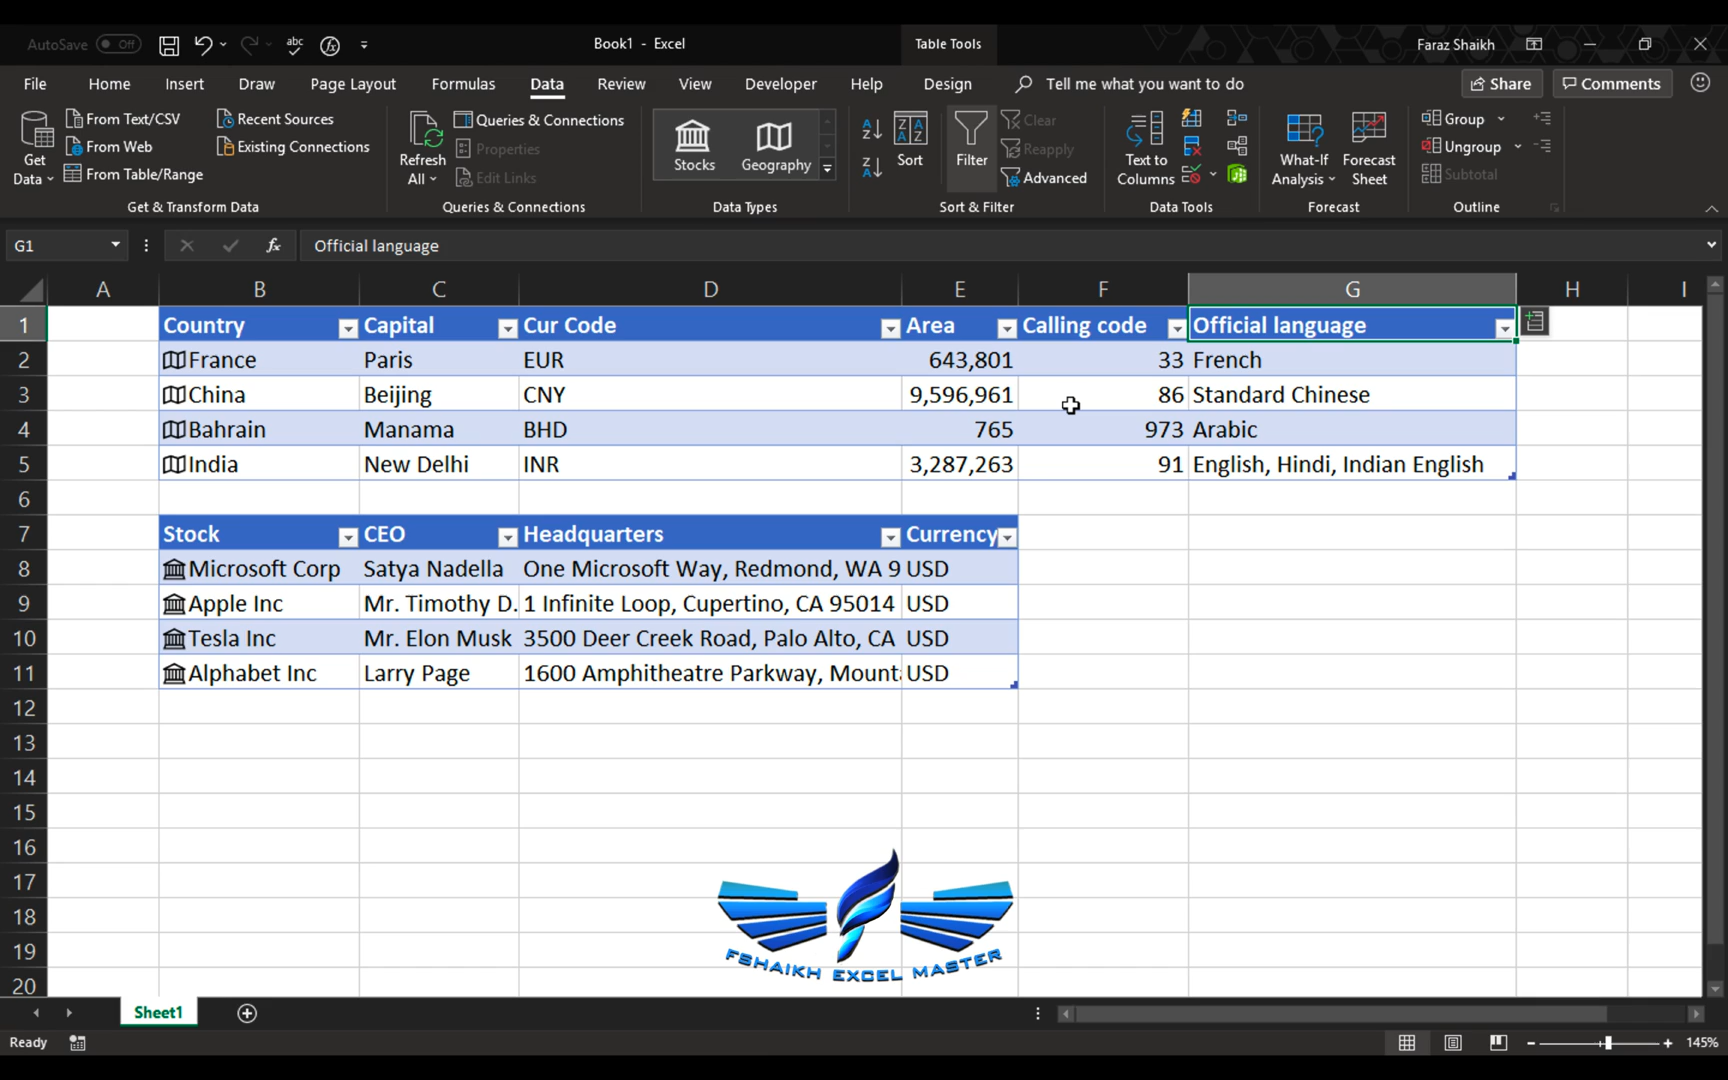 AutoSave Off abc Book1 - Excel Table Tools Faraz Shaikh
File Home Insert Draw Page Layout Formulas Data Review View Developer Help Design Tell me what you want to do Share Comments
Get Data
From Text/CSV
From Web
From Table/Range
Recent Sources
Existing Connections
Get & Transform Data
Refresh All
Queries & Connections
Properties
Edit Links
Queries & Connections
Stocks Geography
Data Types
Sort
Filter
Clear
Reapply
Advanced
Sort & Filter
Text to Columns
Data Tools
What-If Analysis
Forecast Sheet
Forecast
Group
Ungroup
Subtotal
Outline
G1 fx Official language
A B C D E F G H I
1 Country Capital Cur Code Area Calling code Official language
2 France Paris EUR 643,801 33 French
3 China Beijing CNY 9,596,961 86 Standard Chinese
4 Bahrain Manama BHD 765 973 Arabic
5 India New Delhi INR 3,287,263 91 English, Hindi, Indian English
6
7 Stock CEO Headquarters Currency
8 Microsoft Corp Satya Nadella One Microsoft Way, Redmond, WA 9 USD
9 Apple Inc Mr. Timothy D. 1 Infinite Loop, Cupertino, CA 95014 USD
10 Tesla Inc Mr. Elon Musk 3500 Deer Creek Road, Palo Alto, CA USD
11 Alphabet Inc Larry Page 1600 Amphitheatre Parkway, Mount USD
12
13
14
15
16
17
18
19
20
FSHAIKH EXCEL MASTER
Sheet1
Ready 145%